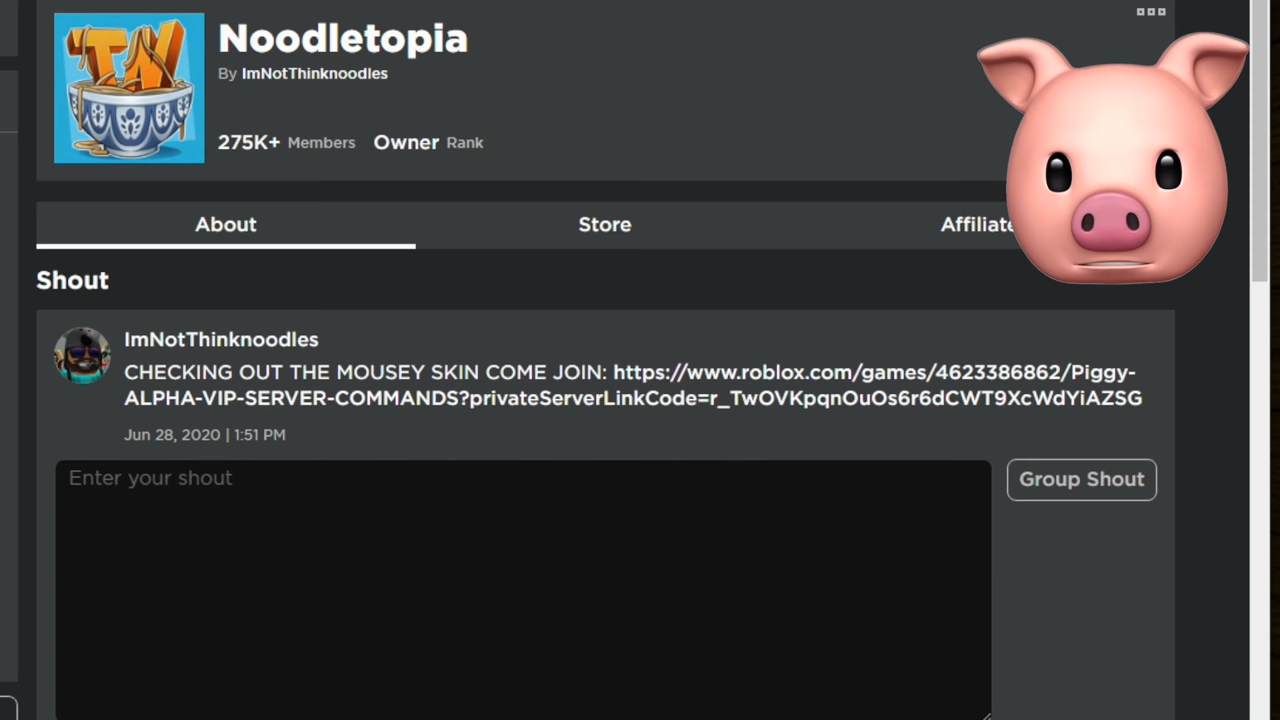 TN
Noodletopia
By ImNotThinknoodles
275K+ Members Owner Rank
About Store Affiliate
Shout
ImNotThinknoodles
CHECKING OUT THE MOUSEY SKIN COME JOIN: https://www.roblox.com/games/4623386862/Piggy-
ALPHA-VIP-SERVER-COMMANDS?privateServerLinkCode=r_TwOVKpqnOuOs6r6dCWT9XcWdYiAZSG
Jun 28, 2020 | 1:51 PM
Enter your shout
Group Shout